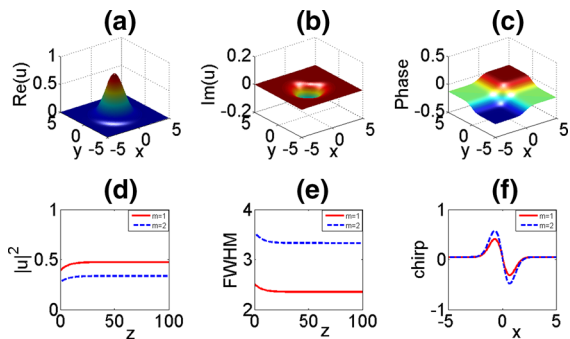 (a)
1
0.5
0
Re(u)
5
0
-5
y
-5
0
5
x
(b)
0.2
0
-0.2
Im(u)
5
0
-5
y
-5
0
5
x
(c)
0.5
0
-0.5
Phase
5
0
-5
y
-5
0
5
x
(d)
1
0.5
0
|u|²
m=1
m=2
0
50
100
z
(e)
4
3
2
FWHM
m=1
m=2
0
50
100
z
(f)
1
0
-1
chirp
m=1
m=2
-5
0
5
x